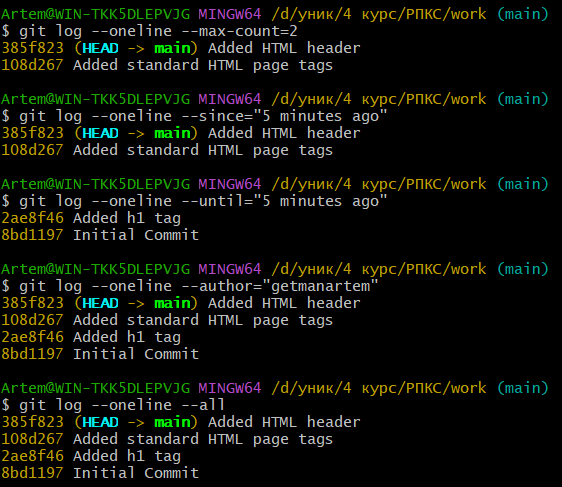 Artem@WIN-TKK5DLEPVJG MINGW64 /d/уник/4 курс/РПКС/work (main)
$ git log --oneline --max-count=2
385f823 (HEAD -> main) Added HTML header
108d267 Added standard HTML page tags
Artem@WIN-TKK5DLEPVJG MINGW64 /d/уник/4 курс/РПКС/work (main)
$ git log --oneline --since="5 minutes ago"
385f823 (HEAD -> main) Added HTML header
108d267 Added standard HTML page tags
Artem@WIN-TKK5DLEPVJG MINGW64 /d/уник/4 курс/РПКС/work (main)
$ git log --oneline --until="5 minutes ago"
2ae8f46 Added h1 tag
8bd1197 Initial Commit
Artem@WIN-TKK5DLEPVJG MINGW64 /d/уник/4 курс/РПКС/work (main)
$ git log --oneline --author="getmanartem"
385f823 (HEAD -> main) Added HTML header
108d267 Added standard HTML page tags
2ae8f46 Added h1 tag
8bd1197 Initial Commit
Artem@WIN-TKK5DLEPVJG MINGW64 /d/уник/4 курс/РПКС/work (main)
$ git log --oneline --all
385f823 (HEAD -> main) Added HTML header
108d267 Added standard HTML page tags
2ae8f46 Added h1 tag
8bd1197 Initial Commit